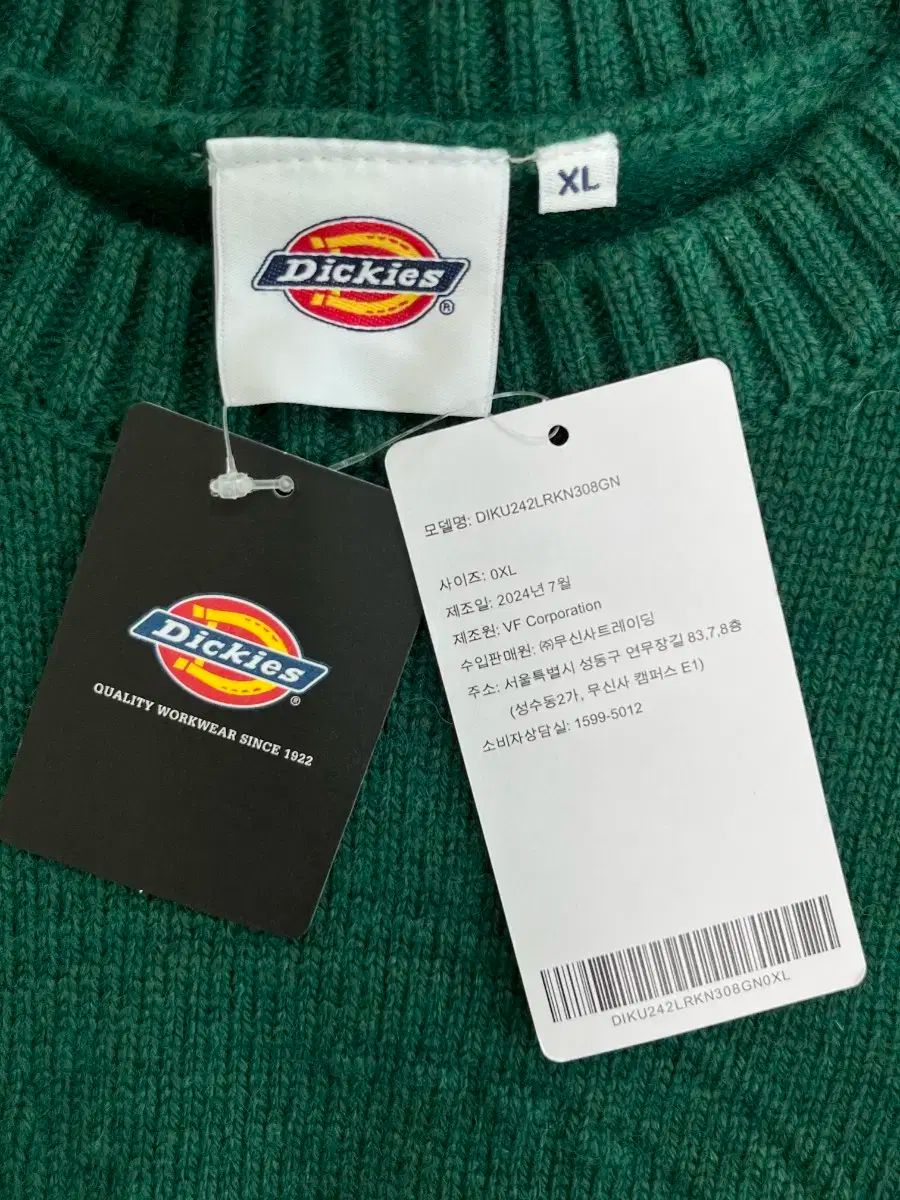 Dickies
®
XL
Dickies
®
QUALITY WORKWEAR SINCE 1922
모델명: DIKU242LRKN308GN
사이즈: 0XL
제조일: 2024년 7월
제조원: VF Corporation
수입판매원: ㈜무신사트레이딩
주소: 서울특별시 성동구 연무장길 83,7,8층
(성수동2가, 무신사 캠퍼스 E1)
소비자상담실: 1599-5012
DIKU242LRKN308GN0XL